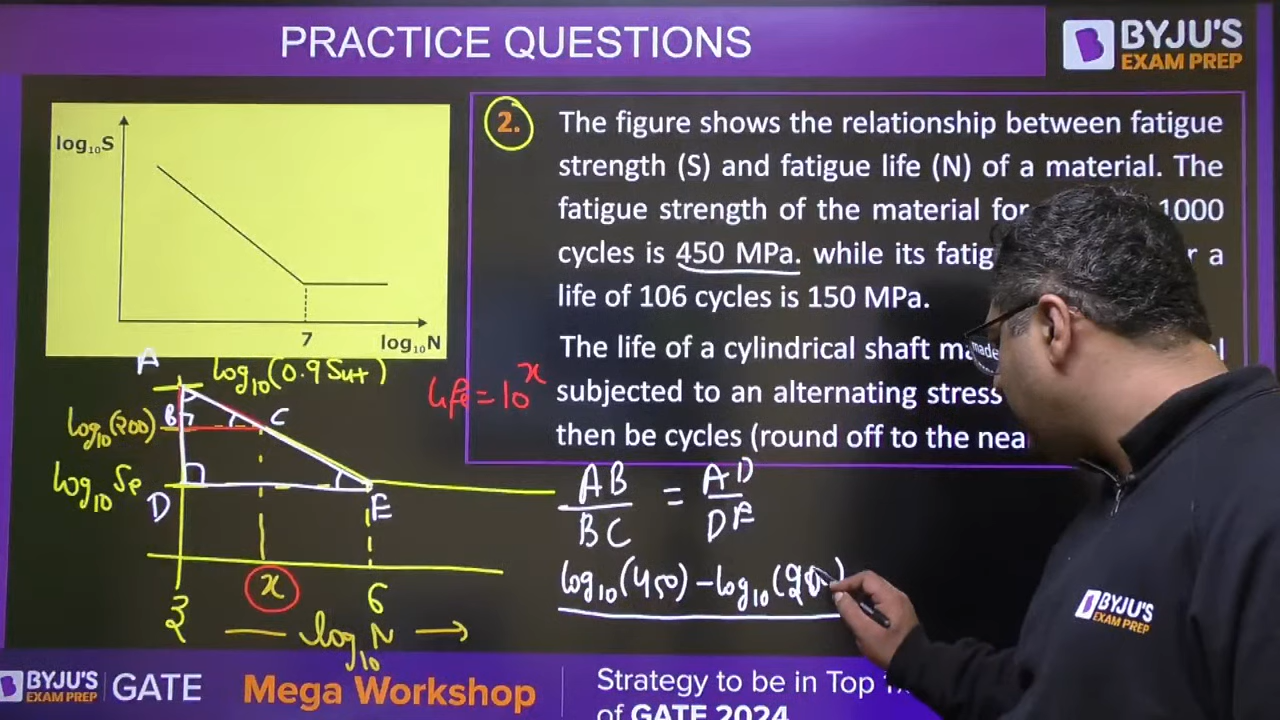 PRACTICE QUESTIONS
BYJU'S
EXAM PREP
log₁₀S
7
log₁₀N
2.
The figure shows the relationship between fatigue
strength (S) and fatigue life (N) of a material. The
fatigue strength of the material for 1000
cycles is 450 MPa. while its fatig r a
life of 106 cycles is 150 MPa.
The life of a cylindrical shaft made
subjected to an alternating stress
then be cycles (round off to the nea
A
log₁₀(0.9 Sut)
life = 10ˣ
log₁₀(200)
B
C
log₁₀ Se
D
E
x
3
6
log₁₀ N
AB/BC = AD/DE
log₁₀(450) - log₁₀(
BYJU'S
EXAM PREP
BYJU'S
EXAM PREP
GATE
Mega Workshop
Strategy to be in Top
of GATE 2024